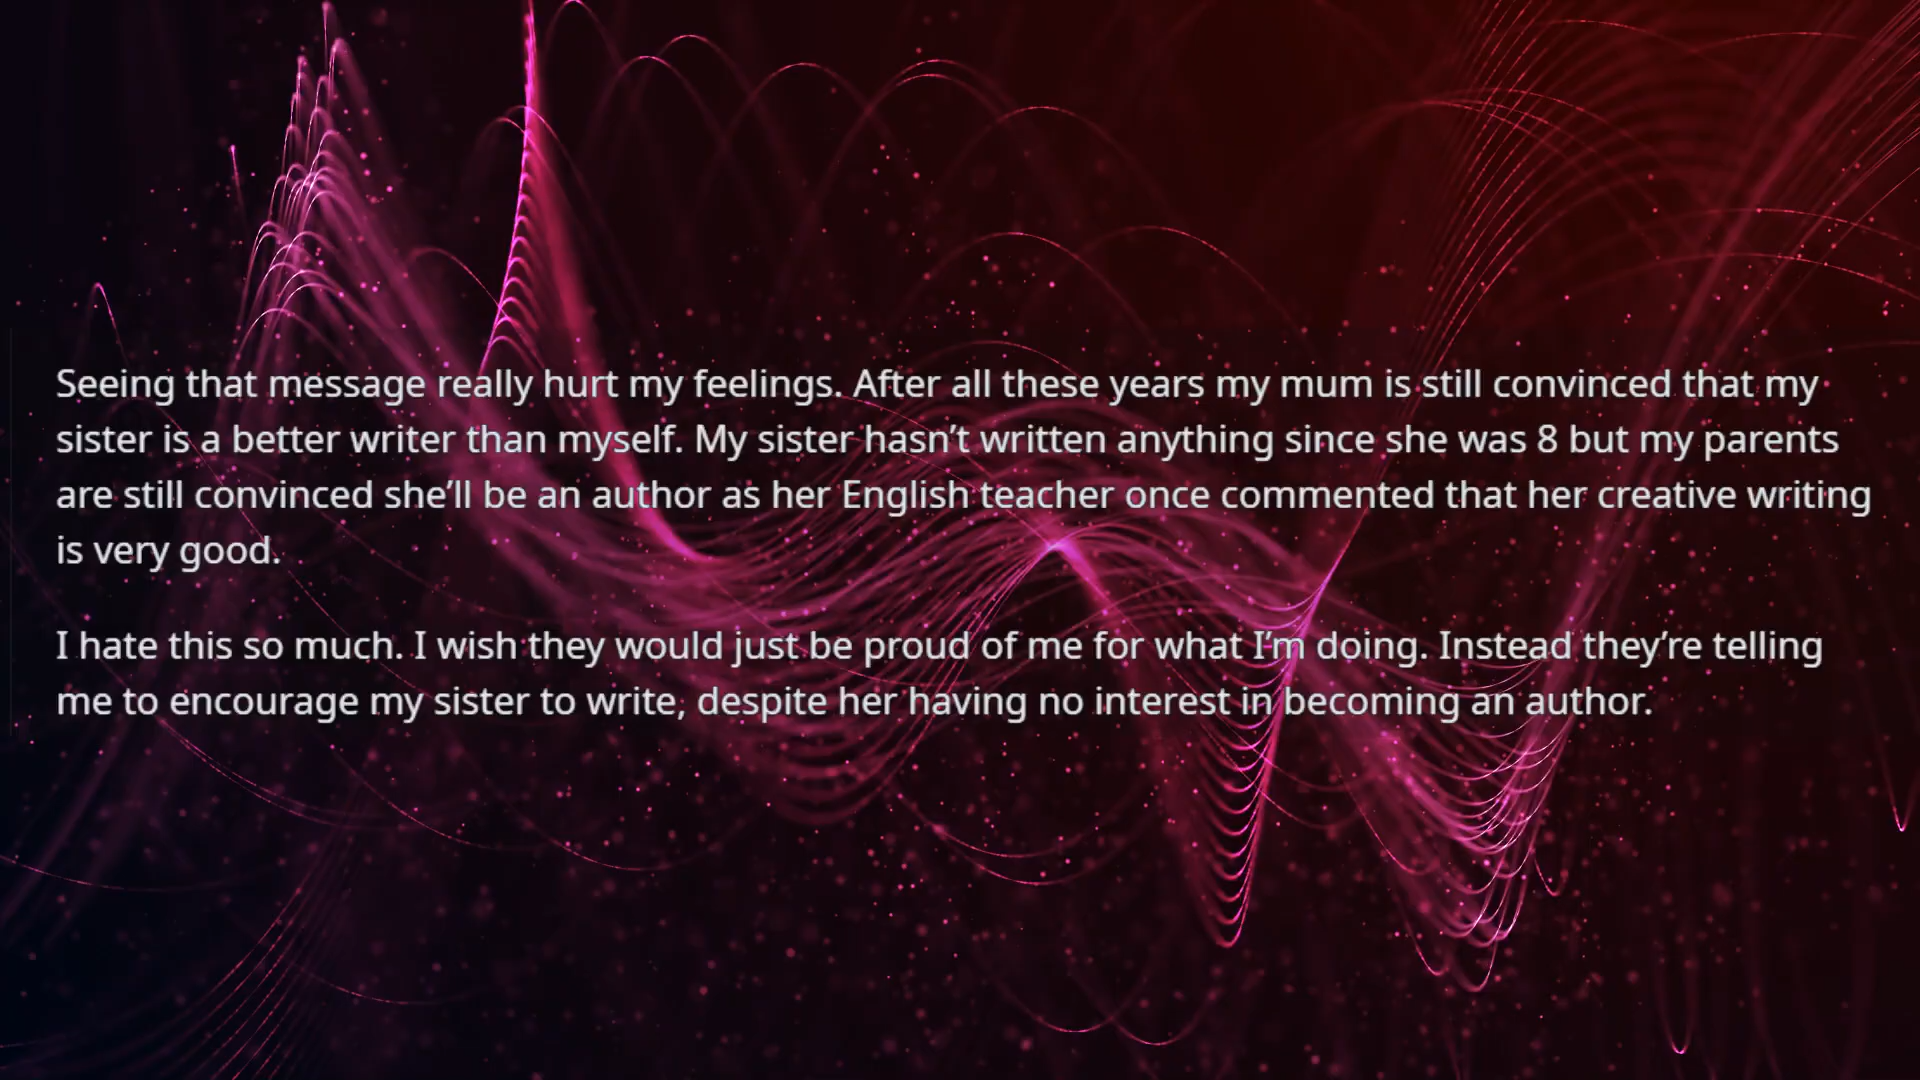 Seeing that message really hurt my feelings. After all these years my mum is still convinced that my
sister is a better writer than myself. My sister hasn’t written anything since she was 8 but my parents
are still convinced she’ll be an author as her English teacher once commented that her creative writing
is very good.
I hate this so much. I wish they would just be proud of me for what I’m doing. Instead they’re telling
me to encourage my sister to write, despite her having no interest in becoming an author.